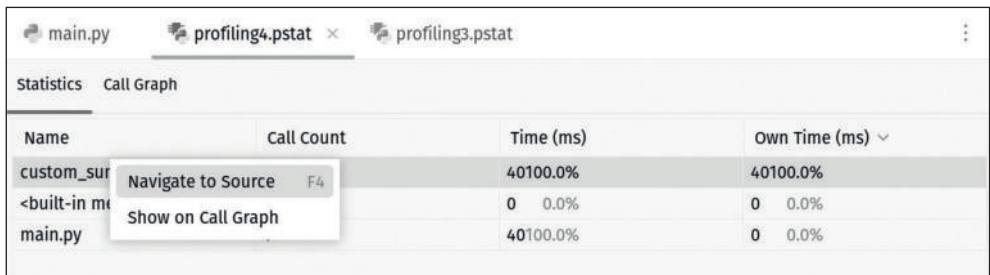 main.py profiling4.pstat × profiling3.pstat
Statistics Call Graph
Name Call Count Time (ms) Own Time (ms)
custom_sur 40100.0% 40100.0%
Navigate to Source F4
<built-in me 0 0.0% 0 0.0%
Show on Call Graph
main.py 40100.0% 0 0.0%